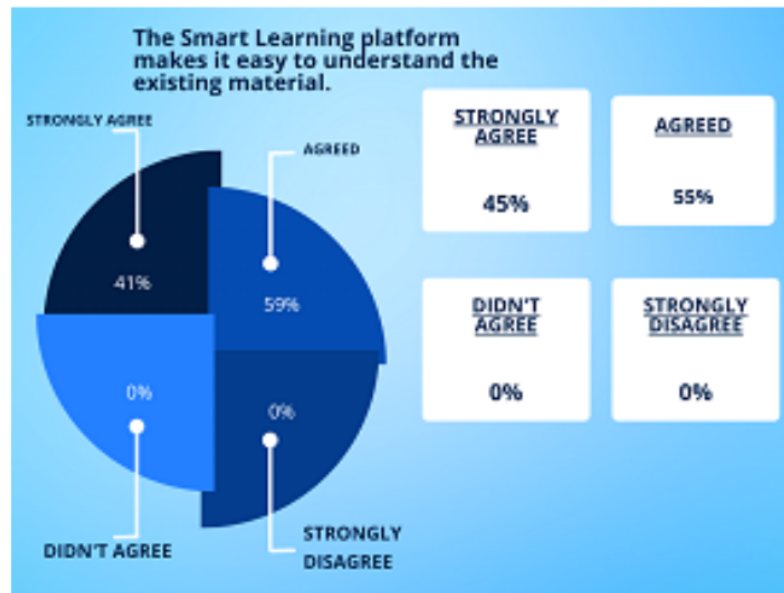 The Smart Learning platform
makes it easy to understand the
existing material.
STRONGLY AGREE
AGREED
41%
59%
0%
0%
DIDN'T AGREE
STRONGLY
DISAGREE
STRONGLY
AGREE
45%
AGREED
55%
DIDN'T
AGREE
0%
STRONGLY
DISAGREE
0%